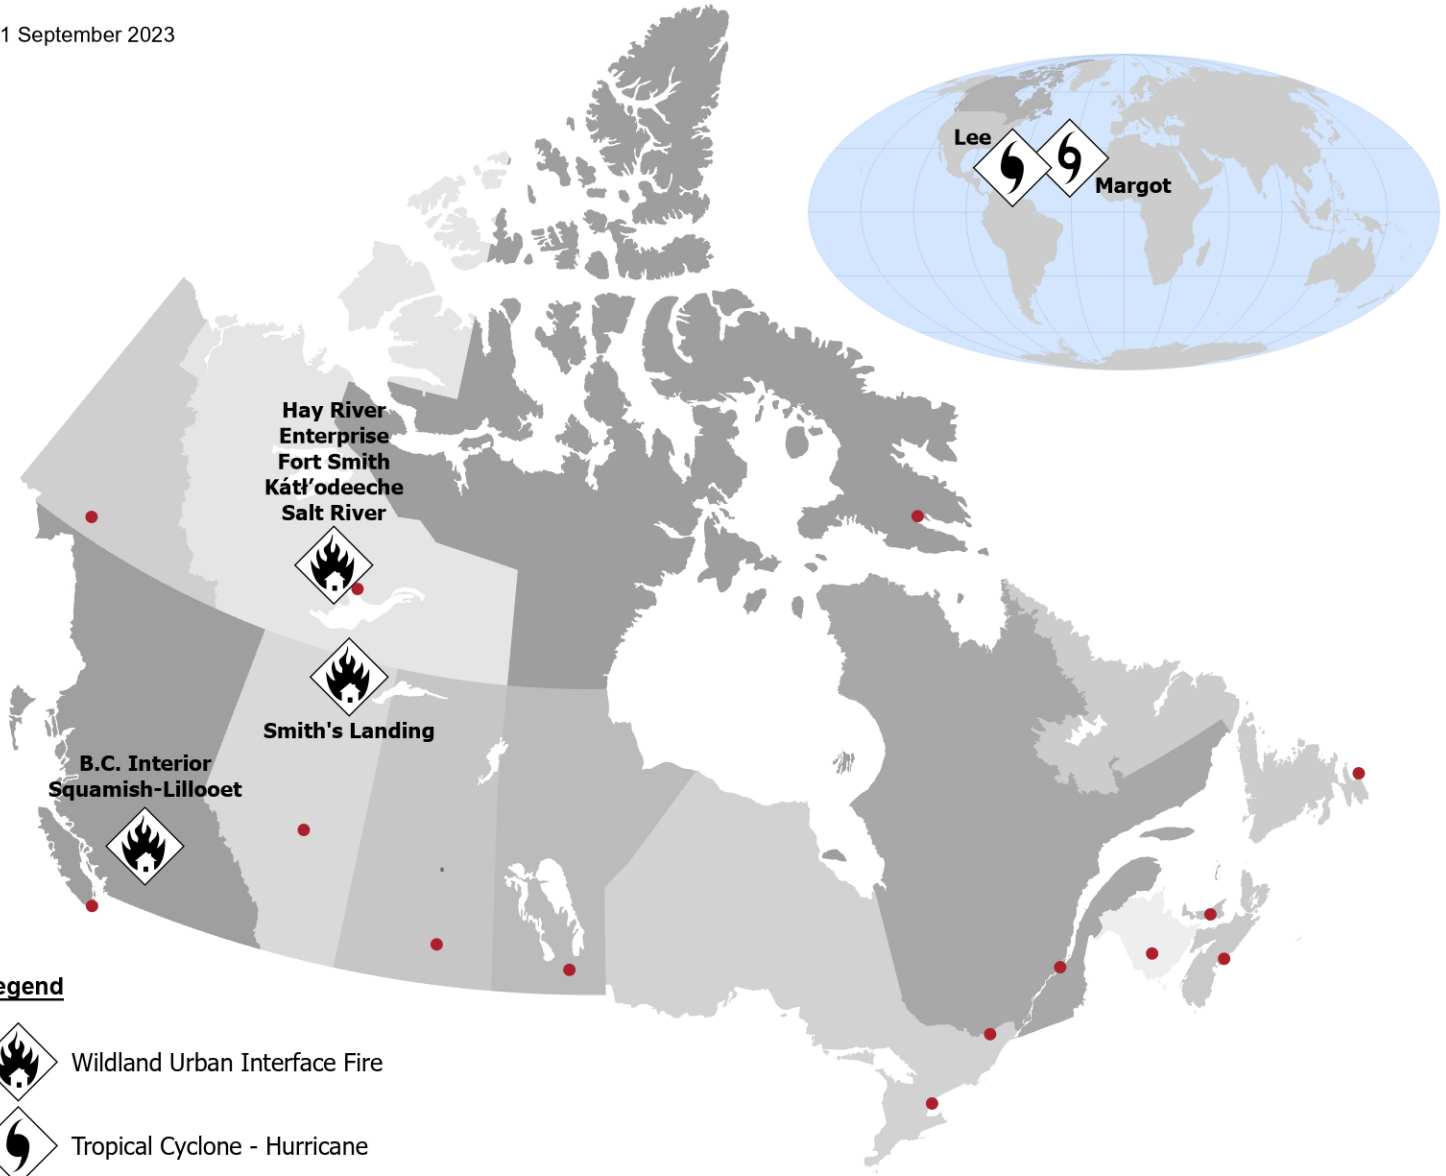 1 September 2023
Lee
Margot
Hay River
Enterprise
Fort Smith
Kátł’odeeche
Salt River
Smith's Landing
B.C. Interior
Squamish-Lillooet
egend
Wildland Urban Interface Fire
Tropical Cyclone - Hurricane